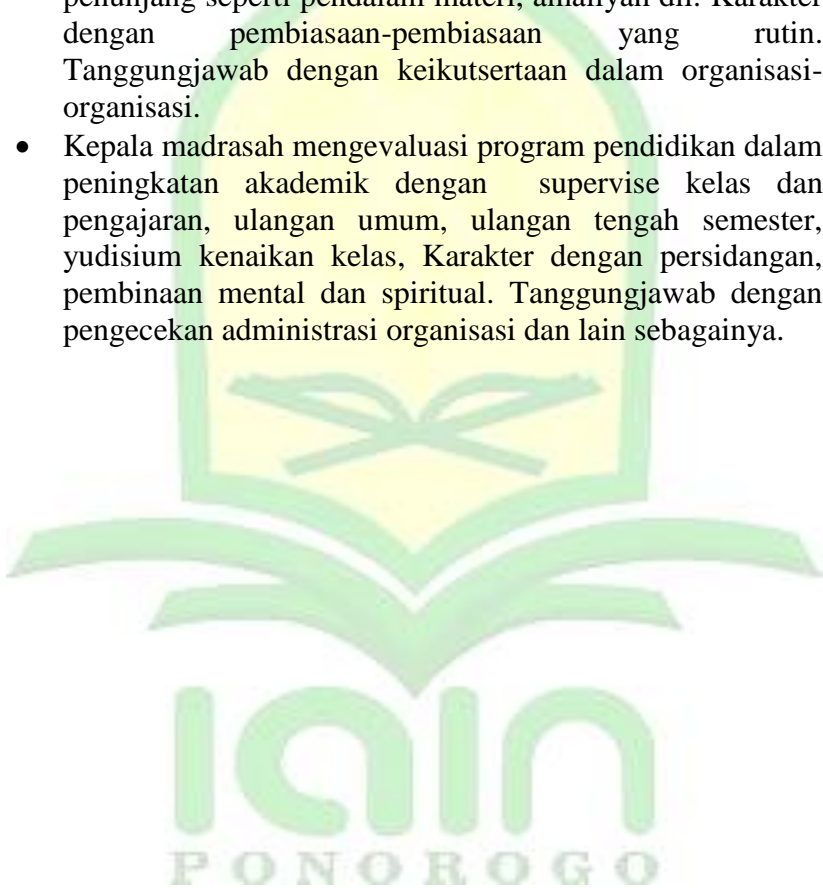 penunjang seperti pendalam materi, amaliyah dll. Karakter
dengan pembiasaan-pembiasaan yang rutin.
Tanggungjawab dengan keikutsertaan dalam organisasi-
organisasi.
• Kepala madrasah mengevaluasi program pendidikan dalam
peningkatan akademik dengan supervise kelas dan
pengajaran, ulangan umum, ulangan tengah semester,
yudisium kenaikan kelas, Karakter dengan persidangan,
pembinaan mental dan spiritual. Tanggungjawab dengan
pengecekan administrasi organisasi dan lain sebagainya.
iain
PONOROGO